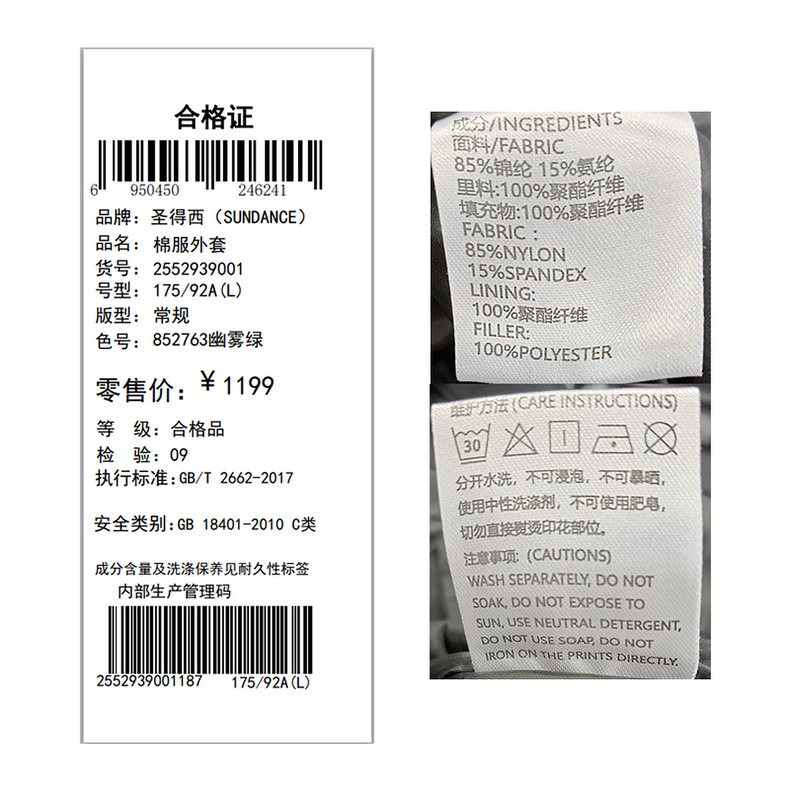 合格证
6 950450 246241
品牌: 圣得西（SUNDANCE）
品名: 棉服外套
货号: 2552939001
号型: 175/92A(L)
版型: 常规
色号: 852763幽雾绿
零售价: ￥1199
等 级: 合格品
检 验: 09
执行标准: GB/T 2662-2017
安全类别: GB 18401-2010 C类
成分含量及洗涤保养见耐久性标签
内部生产管理码
2552939001187 175/92A(L)
成分/INGREDIENTS
面料/FABRIC
85%锦纶 15%氨纶
里料:100%聚酯纤维
填充物:100%聚酯纤维
FABRIC :
85%NYLON
15%SPANDEX
LINING:
100%聚酯纤维
FILLER:
100%POLYESTER
维护方法 (CARE INSTRUCTIONS)
30
分开水洗，不可浸泡，不可暴晒，
使用中性洗涤剂，不可使用肥皂，
切勿直接熨烫印花部位。
注意事项: (CAUTIONS)
WASH SEPARATELY, DO NOT
SOAK, DO NOT EXPOSE TO
SUN, USE NEUTRAL DETERGENT,
DO NOT USE SOAP, DO NOT
IRON ON THE PRINTS DIRECTLY.